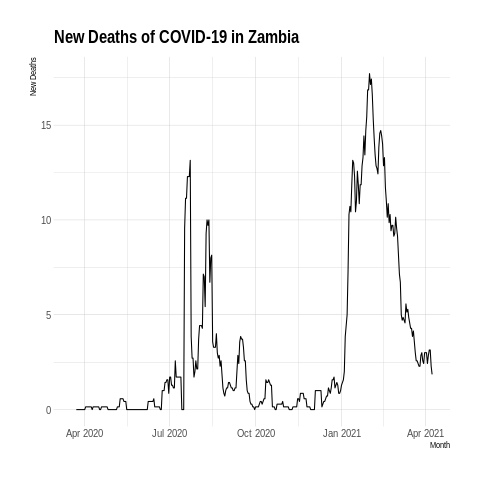 New Deaths of COVID-19 in Zambia
New Deaths
15
10
5
0
Apr 2020 Jul 2020 Oct 2020 Jan 2021 Apr 2021
Month